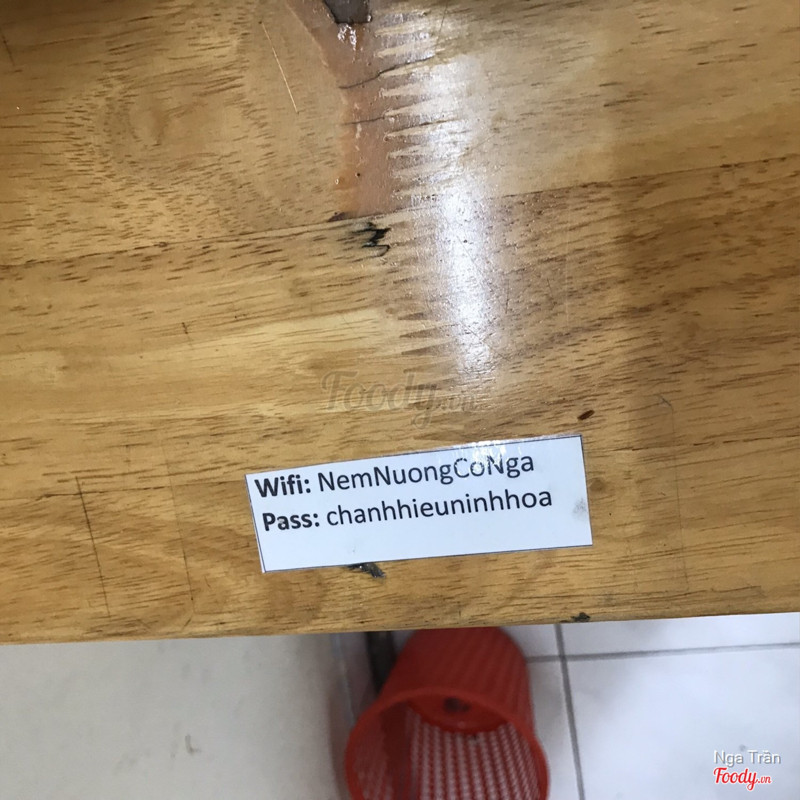 Foody.vn
Wifi: NemNuongCoNga
Pass: chanhhieuninhhoa
Nga Trần
Foody.vn